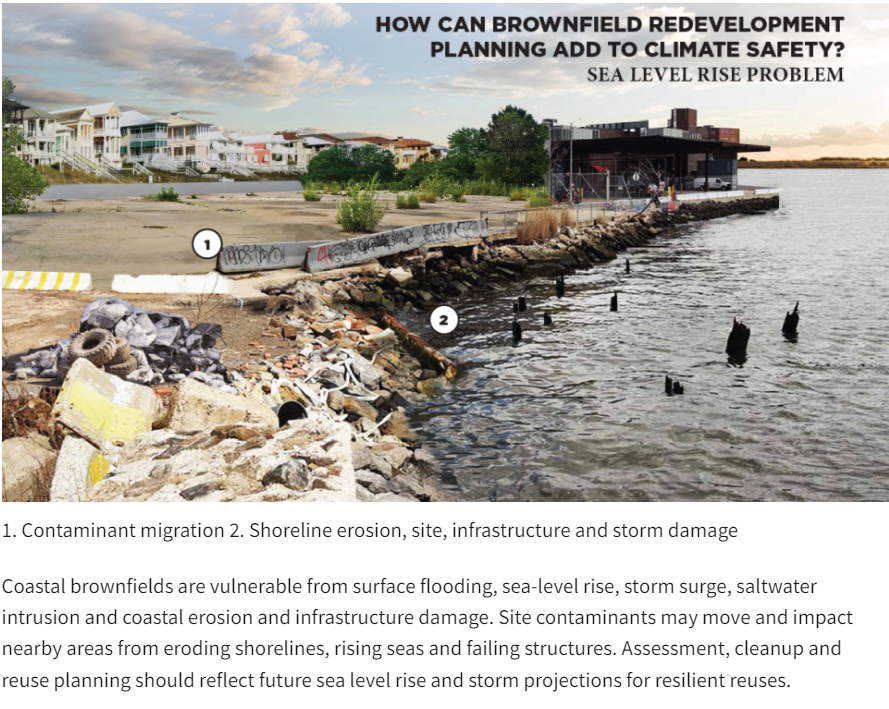 HOW CAN BROWNFIELD REDEVELOPMENT
PLANNING ADD TO CLIMATE SAFETY?
SEA LEVEL RISE PROBLEM
1
2
1. Contaminant migration 2. Shoreline erosion, site, infrastructure and storm damage
Coastal brownfields are vulnerable from surface flooding, sea-level rise, storm surge, saltwater
intrusion and coastal erosion and infrastructure damage. Site contaminants may move and impact
nearby areas from eroding shorelines, rising seas and failing structures. Assessment, cleanup and
reuse planning should reflect future sea level rise and storm projections for resilient reuses.